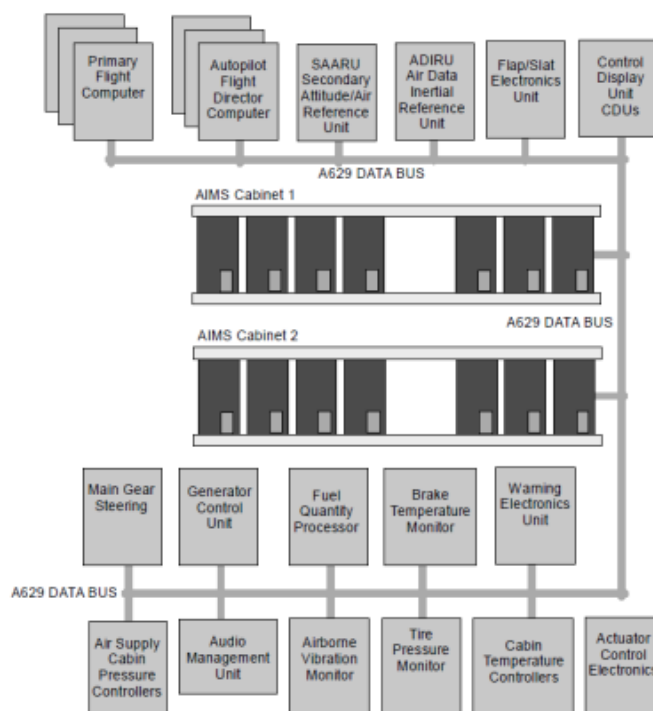 Primary
Flight
Computer
Autopilot
Flight
Director
Computer
SAARU
Secondary
Attitude/Air
Reference
Unit
ADIRU
Air Data
Inertial
Reference
Unit
Flap/Slat
Electronics
Unit
Control
Display
Unit
CDUs
A629 DATA BUS
AIMS Cabinet 1
A629 DATA BUS
AIMS Cabinet 2
Main Gear
Steering
Generator
Control
Unit
Fuel
Quantity
Processor
Brake
Temperature
Monitor
Warning
Electronics
Unit
A629 DATA BUS
Air Supply
Cabin
Pressure
Controllers
Audio
Management
Unit
Airborne
Vibration
Monitor
Tire
Pressure
Monitor
Cabin
Temperature
Controllers
Actuator
Control
Electronics